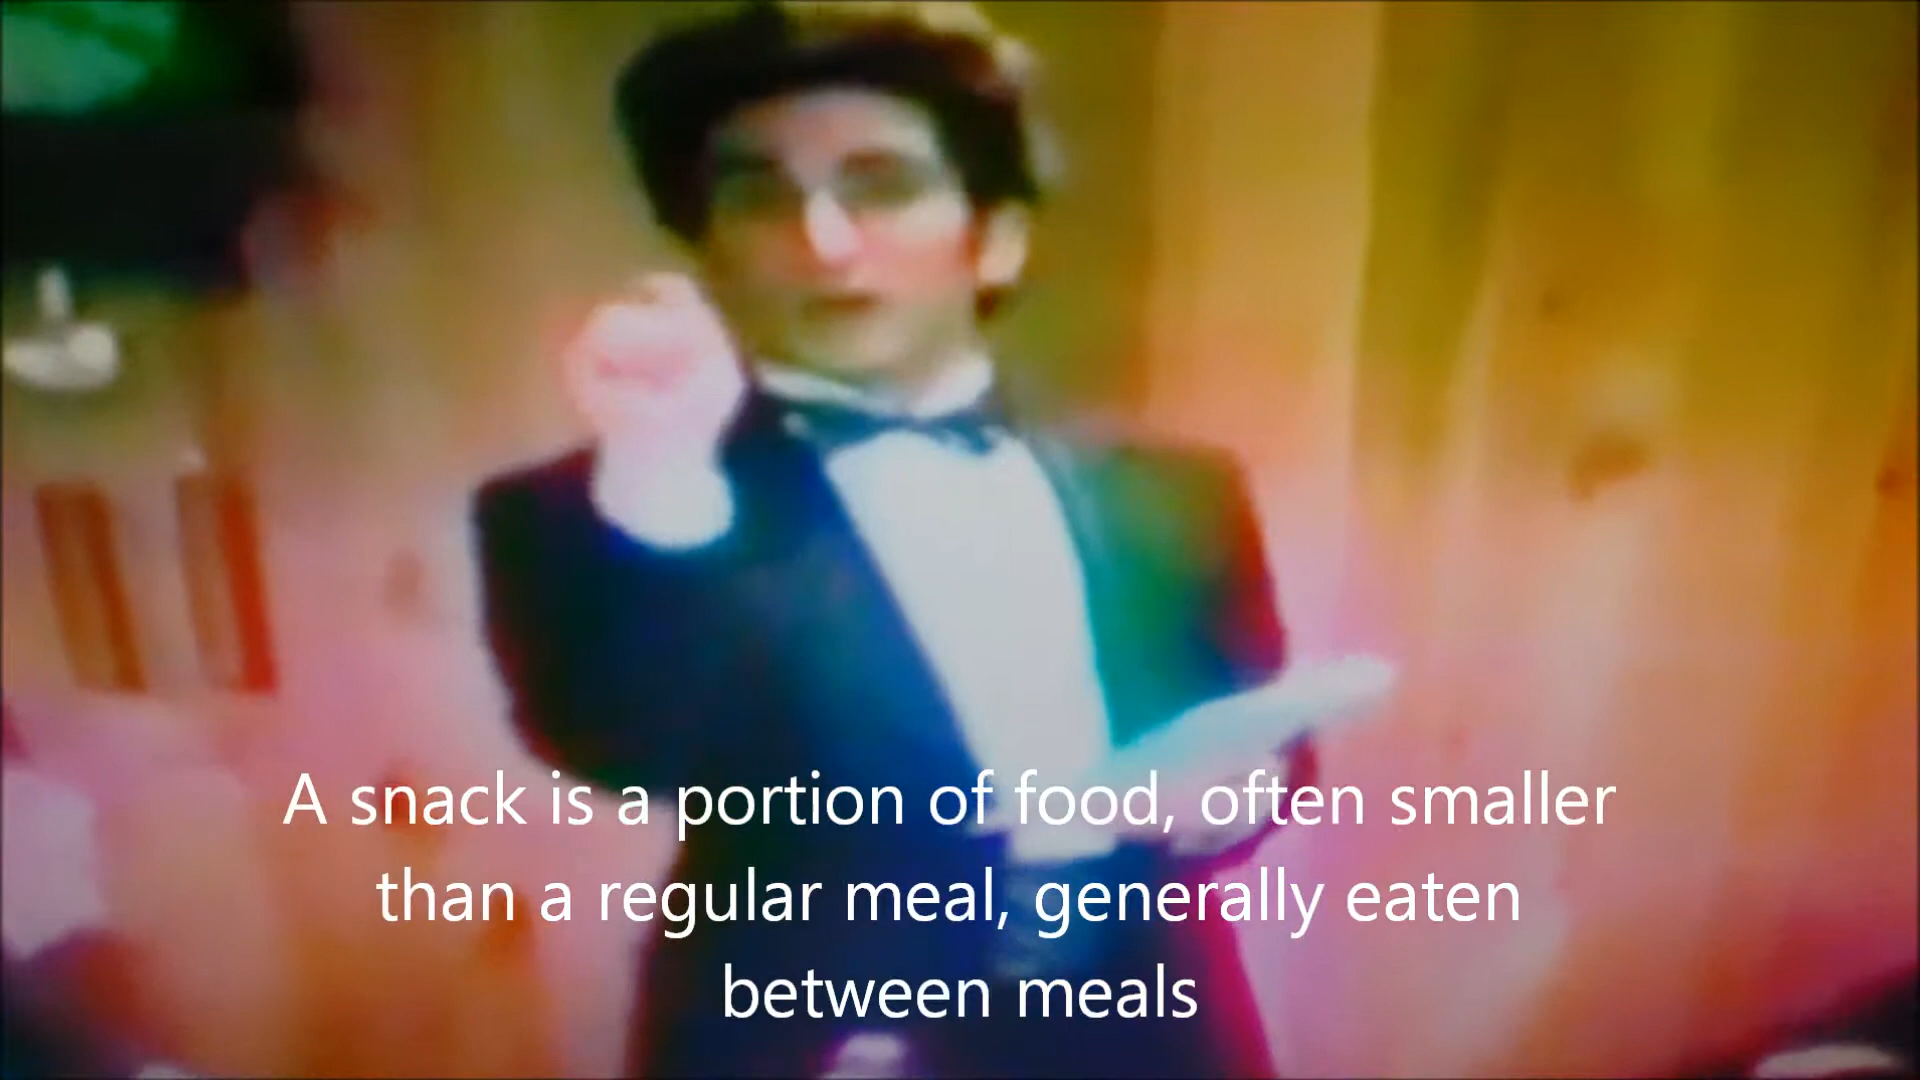 A snack is a portion of food, often smaller
than a regular meal, generally eaten
between meals